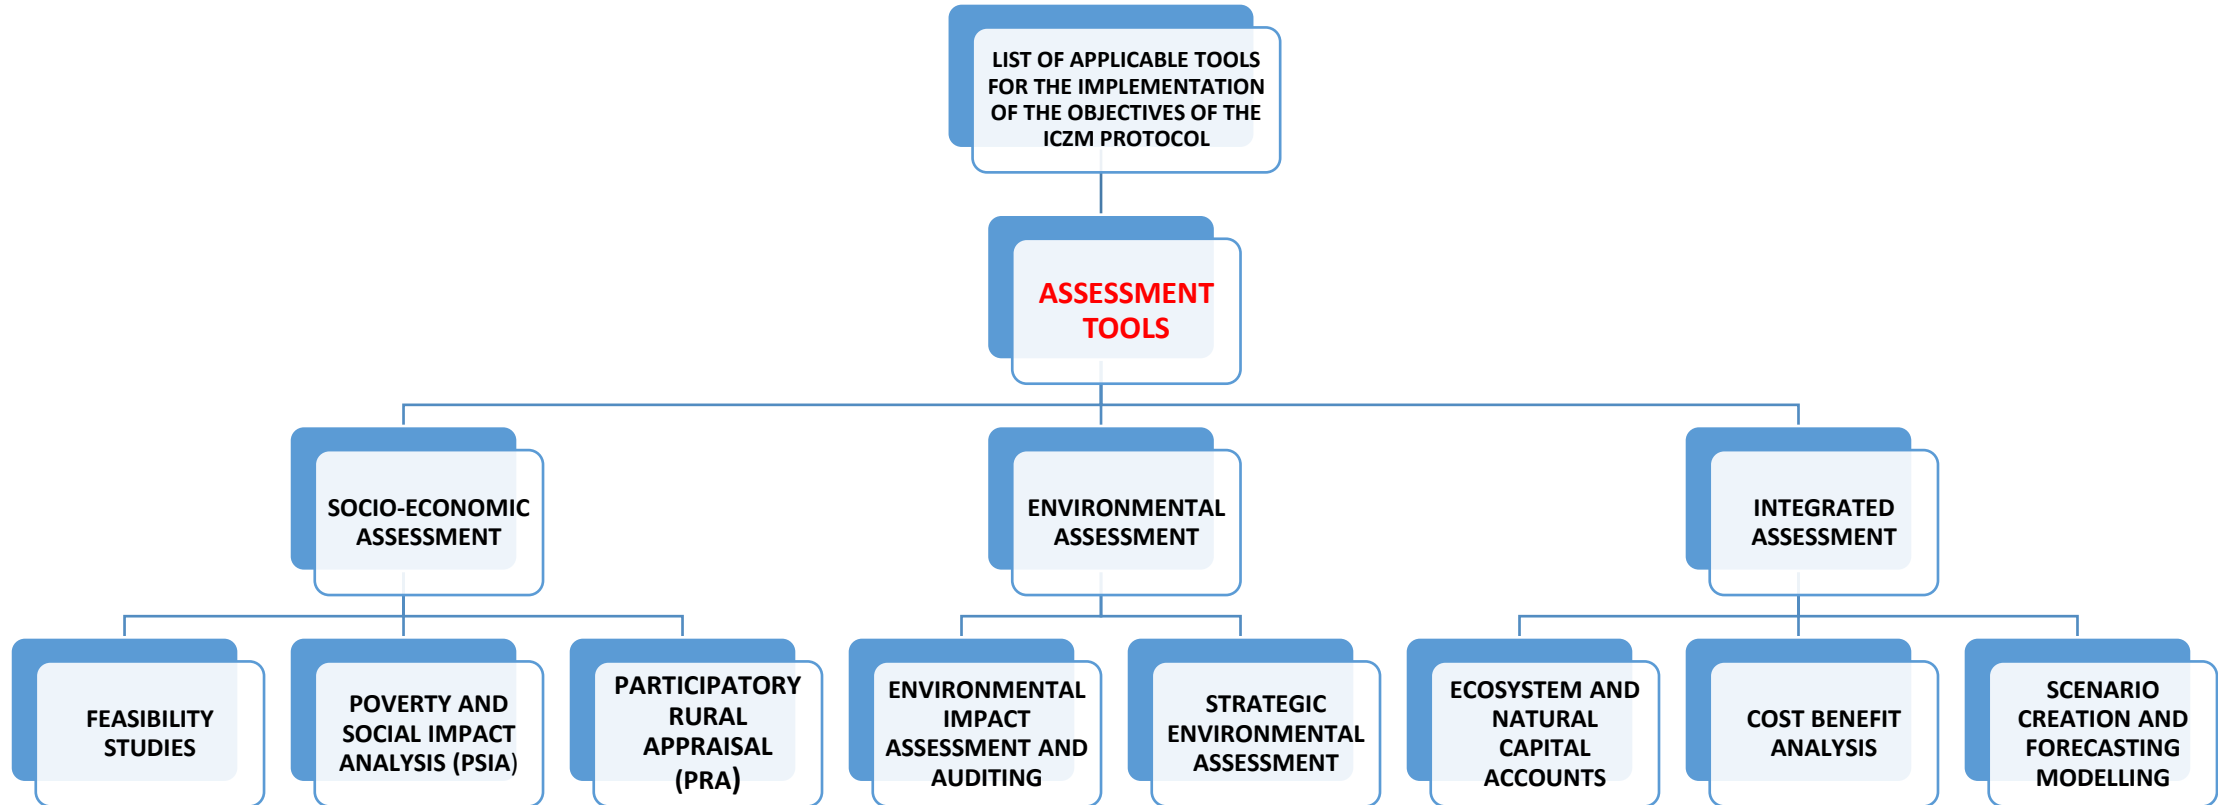 LIST OF APPLICABLE TOOLS
FOR THE IMPLEMENTATION
OF THE OBJECTIVES OF THE
ICZM PROTOCOL
ASSESSMENT
TOOLS
SOCIO-ECONOMIC
ASSESSMENT
ENVIRONMENTAL
ASSESSMENT
INTEGRATED
ASSESSMENT
FEASIBILITY
STUDIES
POVERTY AND
SOCIAL IMPACT
ANALYSIS (PSIA)
PARTICIPATORY
RURAL
APPRAISAL
(PRA)
ENVIRONMENTAL
IMPACT
ASSESSMENT AND
AUDITING
STRATEGIC
ENVIRONMENTAL
ASSESSMENT
ECOSYSTEM AND
NATURAL
CAPITAL
ACCOUNTS
COST BENEFIT
ANALYSIS
SCENARIO
CREATION AND
FORECASTING
MODELLING